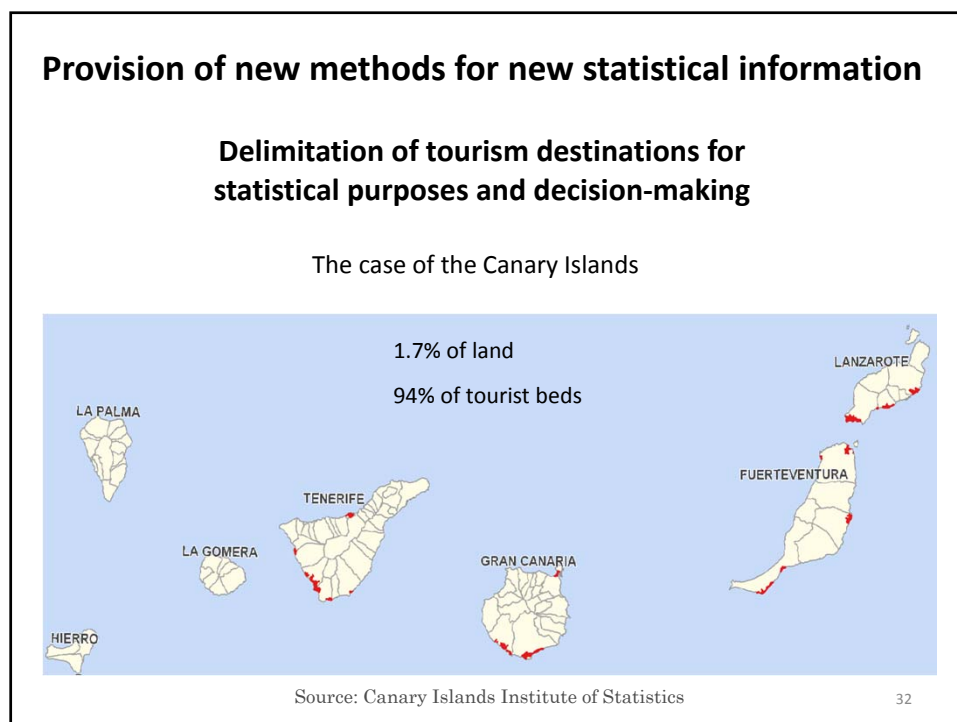 Provision of new methods for new statistical information
Delimitation of tourism destinations for
statistical purposes and decision-making
The case of the Canary Islands
1.7% of land
94% of tourist beds
LANZAROTE
LA PALMA
FUERTEVENTURA
TENERIFE
LA GOMERA
GRAN CANARIA
HIERRO
Source: Canary Islands Institute of Statistics
32